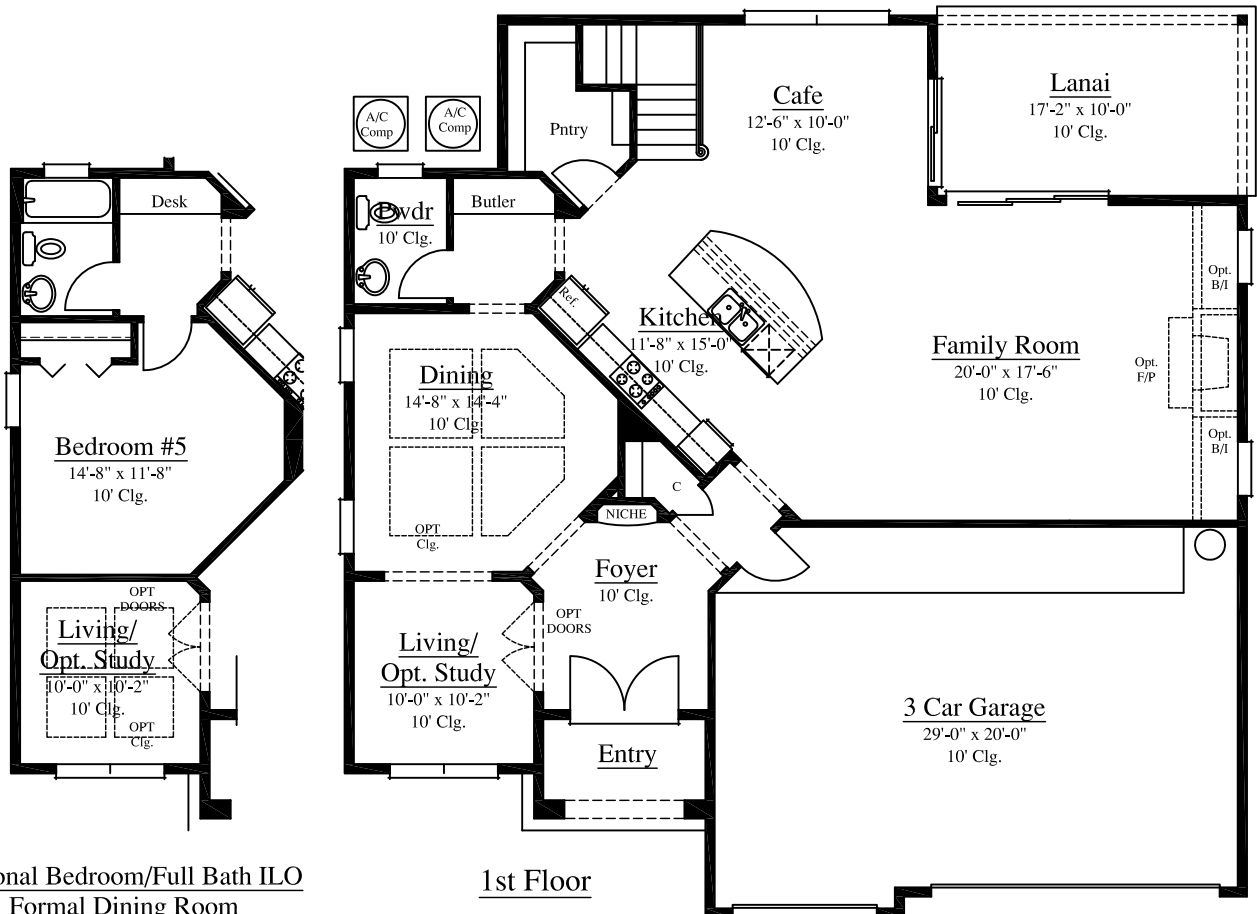 A/C
Comp
A/C
Comp
Pntry
Cafe
12'-6" x 10'-0"
10' Clg.
Lanai
17'-2" x 10'-0"
10' Clg.
Desk
Pwdr
10' Clg.
Butler
Ref.
Kitchen
11'-8" x 15'-0"
10' Clg.
Opt.
B/I
Family Room
20'-0" x 17'-6"
10' Clg.
Opt.
F/P
Opt.
B/I
Dining
14'-8" x 14'-4"
10' Clg.
OPT
Clg.
Bedroom #5
14'-8" x 11'-8"
10' Clg.
C
NICHE
Foyer
10' Clg.
OPT
DOORS
Living/
Opt. Study
10'-0" x 10'-2"
10' Clg.
OPT
Clg.
OPT
DOORS
Living/
Opt. Study
10'-0" x 10'-2"
10' Clg.
Entry
3 Car Garage
29'-0" x 20'-0"
10' Clg.
onal Bedroom/Full Bath ILO
Formal Dining Room
1st Floor